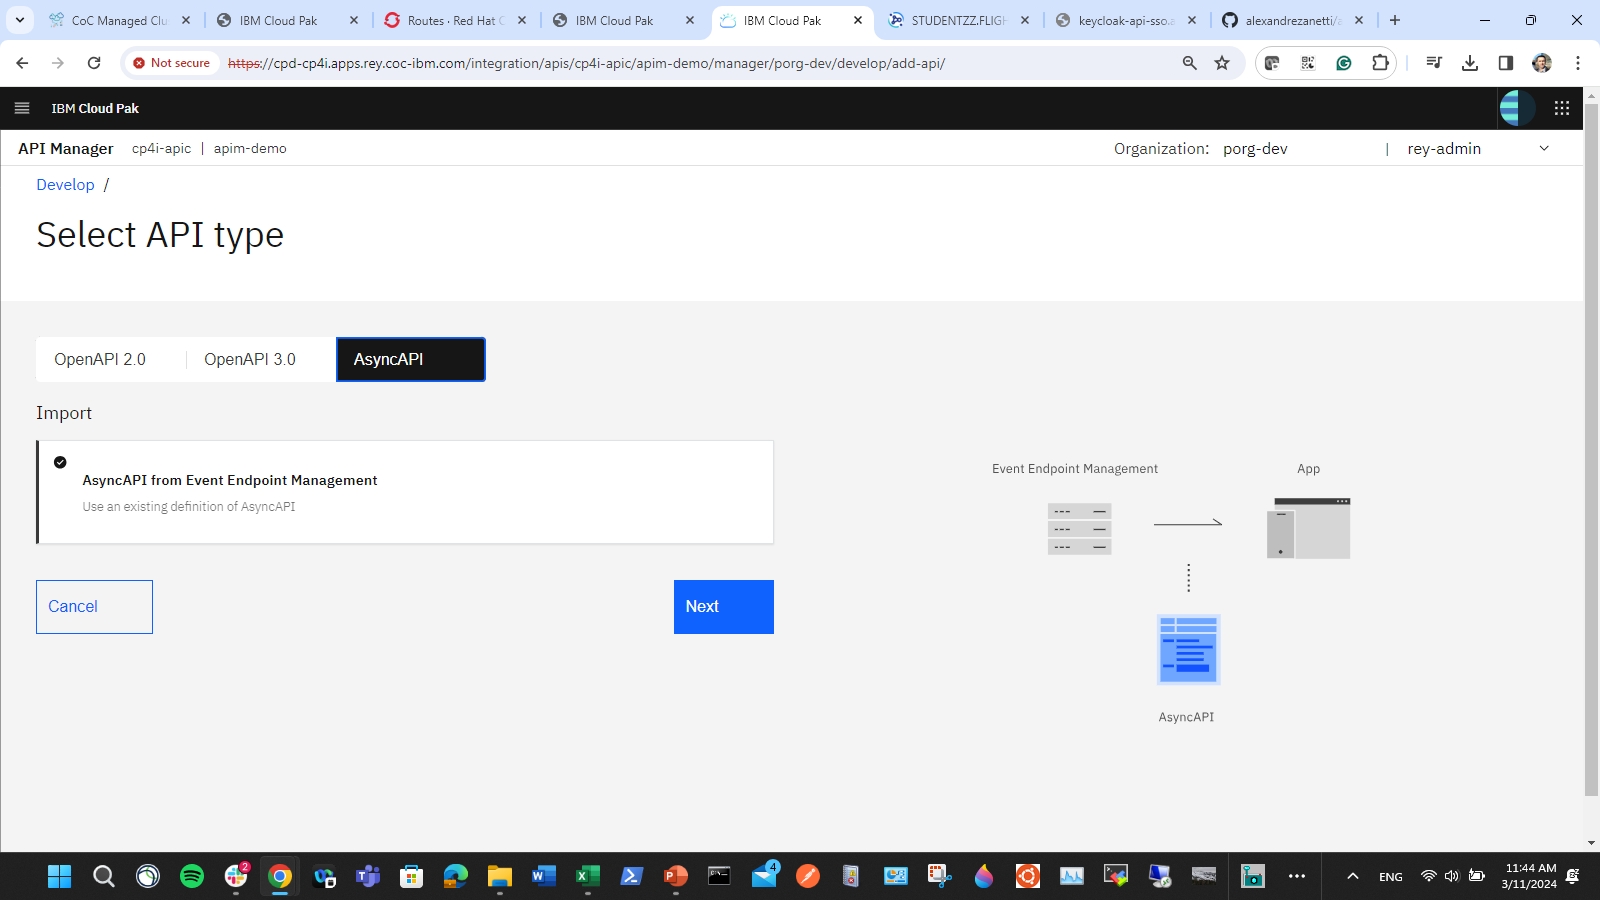 CoC Managed Clu
IBM Cloud Pak
Routes · Red Hat C
IBM Cloud Pak
IBM Cloud Pak
STUDENTZZ.FLIGH
keycloak-api-sso.a
alexandrezanetti/a
Not secure
https://cpd-cp4i.apps.rey.coc-ibm.com/integration/apis/cp4i-apic/apim-demo/manager/porg-dev/develop/add-api/
IBM Cloud Pak
API Manager cp4i-apic | apim-demo
Organization: porg-dev | rey-admin
Develop /
Select API type
OpenAPI 2.0
OpenAPI 3.0
AsyncAPI
Import
AsyncAPI from Event Endpoint Management
Use an existing definition of AsyncAPI
Cancel
Next
Event Endpoint Management
App
AsyncAPI
2
4
ENG
11:44 AM
3/11/2024